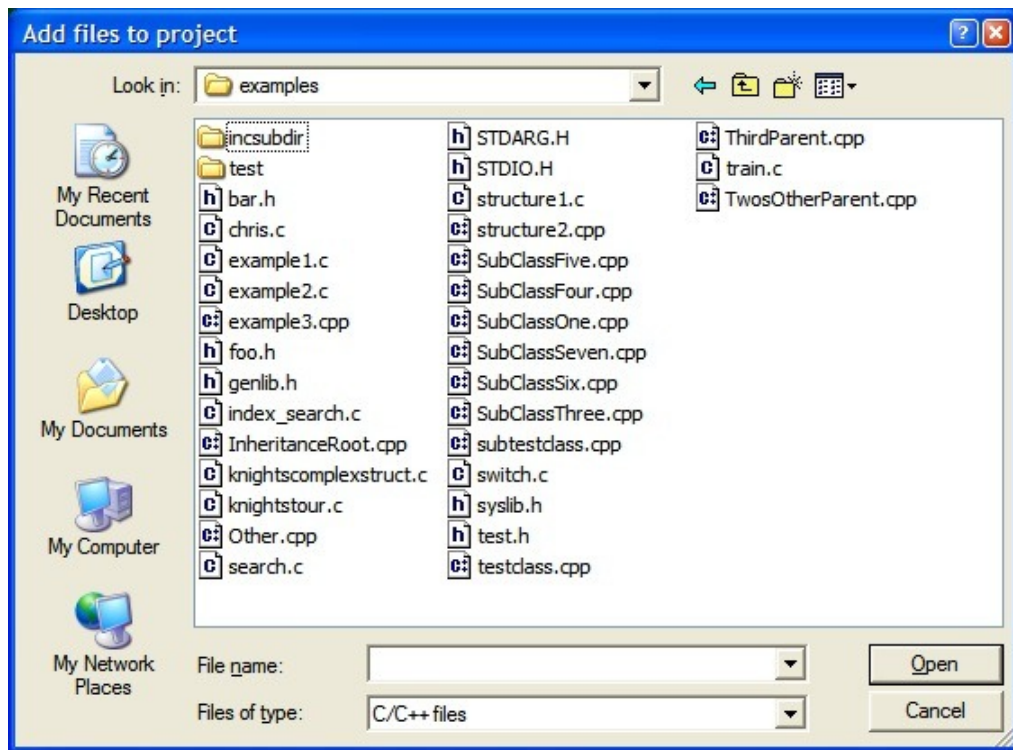 Add files to project
Look in:
examples
My Recent
Documents
Desktop
My Documents
My Computer
My Network
Places
incsubdir
test
bar.h
chris.c
example1.c
example2.c
example3.cpp
foo.h
genlib.h
index_search.c
InheritanceRoot.cpp
knightscomplexstruct.c
knightstour.c
Other.cpp
search.c
STDARG.H
STDIO.H
structure1.c
structure2.cpp
SubClassFive.cpp
SubClassFour.cpp
SubClassOne.cpp
SubClassSeven.cpp
SubClassSix.cpp
SubClassThree.cpp
subtestclass.cpp
switch.c
syslib.h
test.h
testclass.cpp
ThirdParent.cpp
train.c
TwosOtherParent.cpp
File name:
Open
Files of type:
C/C++ files
Cancel